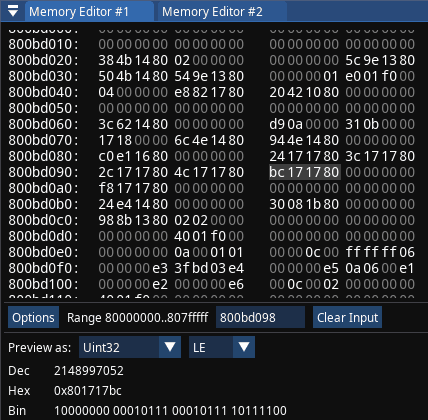 Memory Editor #1 Memory Editor #2
800bd010: 00 00 00 00 00 00 00 00 00 00 00 00 00 00 00 00
800bd020: 38 4b 14 80 02 00 00 00 00 00 00 00 5c 9e 13 80
800bd030: 50 4b 14 80 54 9e 13 80 00 00 00 01 e0 01 f0 00
800bd040: 04 00 00 00 e8 82 17 80 20 42 10 80 00 00 00 00
800bd050: 00 00 00 00 00 00 00 00 00 00 00 00 00 00 00 00
800bd060: 3c 62 14 80 00 00 00 00 d9 0a 00 00 31 0b 00 00
800bd070: 17 18 00 00 6c 4e 14 80 94 4e 14 80 00 00 00 00
800bd080: c0 e1 16 80 00 00 00 00 24 17 17 80 3c 17 17 80
800bd090: 2c 17 17 80 4c 17 17 80 bc 17 17 80 00 00 00 00
800bd0a0: f8 17 17 80 00 00 00 00 00 00 00 00 00 00 00 00
800bd0b0: 24 e4 14 80 00 00 00 00 30 08 1b 80 00 00 00 00
800bd0c0: 98 8b 13 80 02 02 00 00 00 00 00 00 00 00 00 00
800bd0d0: 00 00 00 00 40 01 f0 00 00 00 00 00 00 00 00 00
800bd0e0: 00 00 00 00 0a 00 01 01 00 00 0c 00 ff ff ff 06
800bd0f0: 00 00 00 e3 3f bd 03 e4 00 00 00 e5 0a 06 00 e1
800bd100: 00 00 00 e2 00 00 00 e6 00 0c 00 02 00 00 00 00
Options Range 80000000..807fffff 800bd098 Clear Input
Preview as: Uint32 LE
Dec 2148997052
Hex 0x801717bc
Bin 10000000 00010111 00010111 10111100